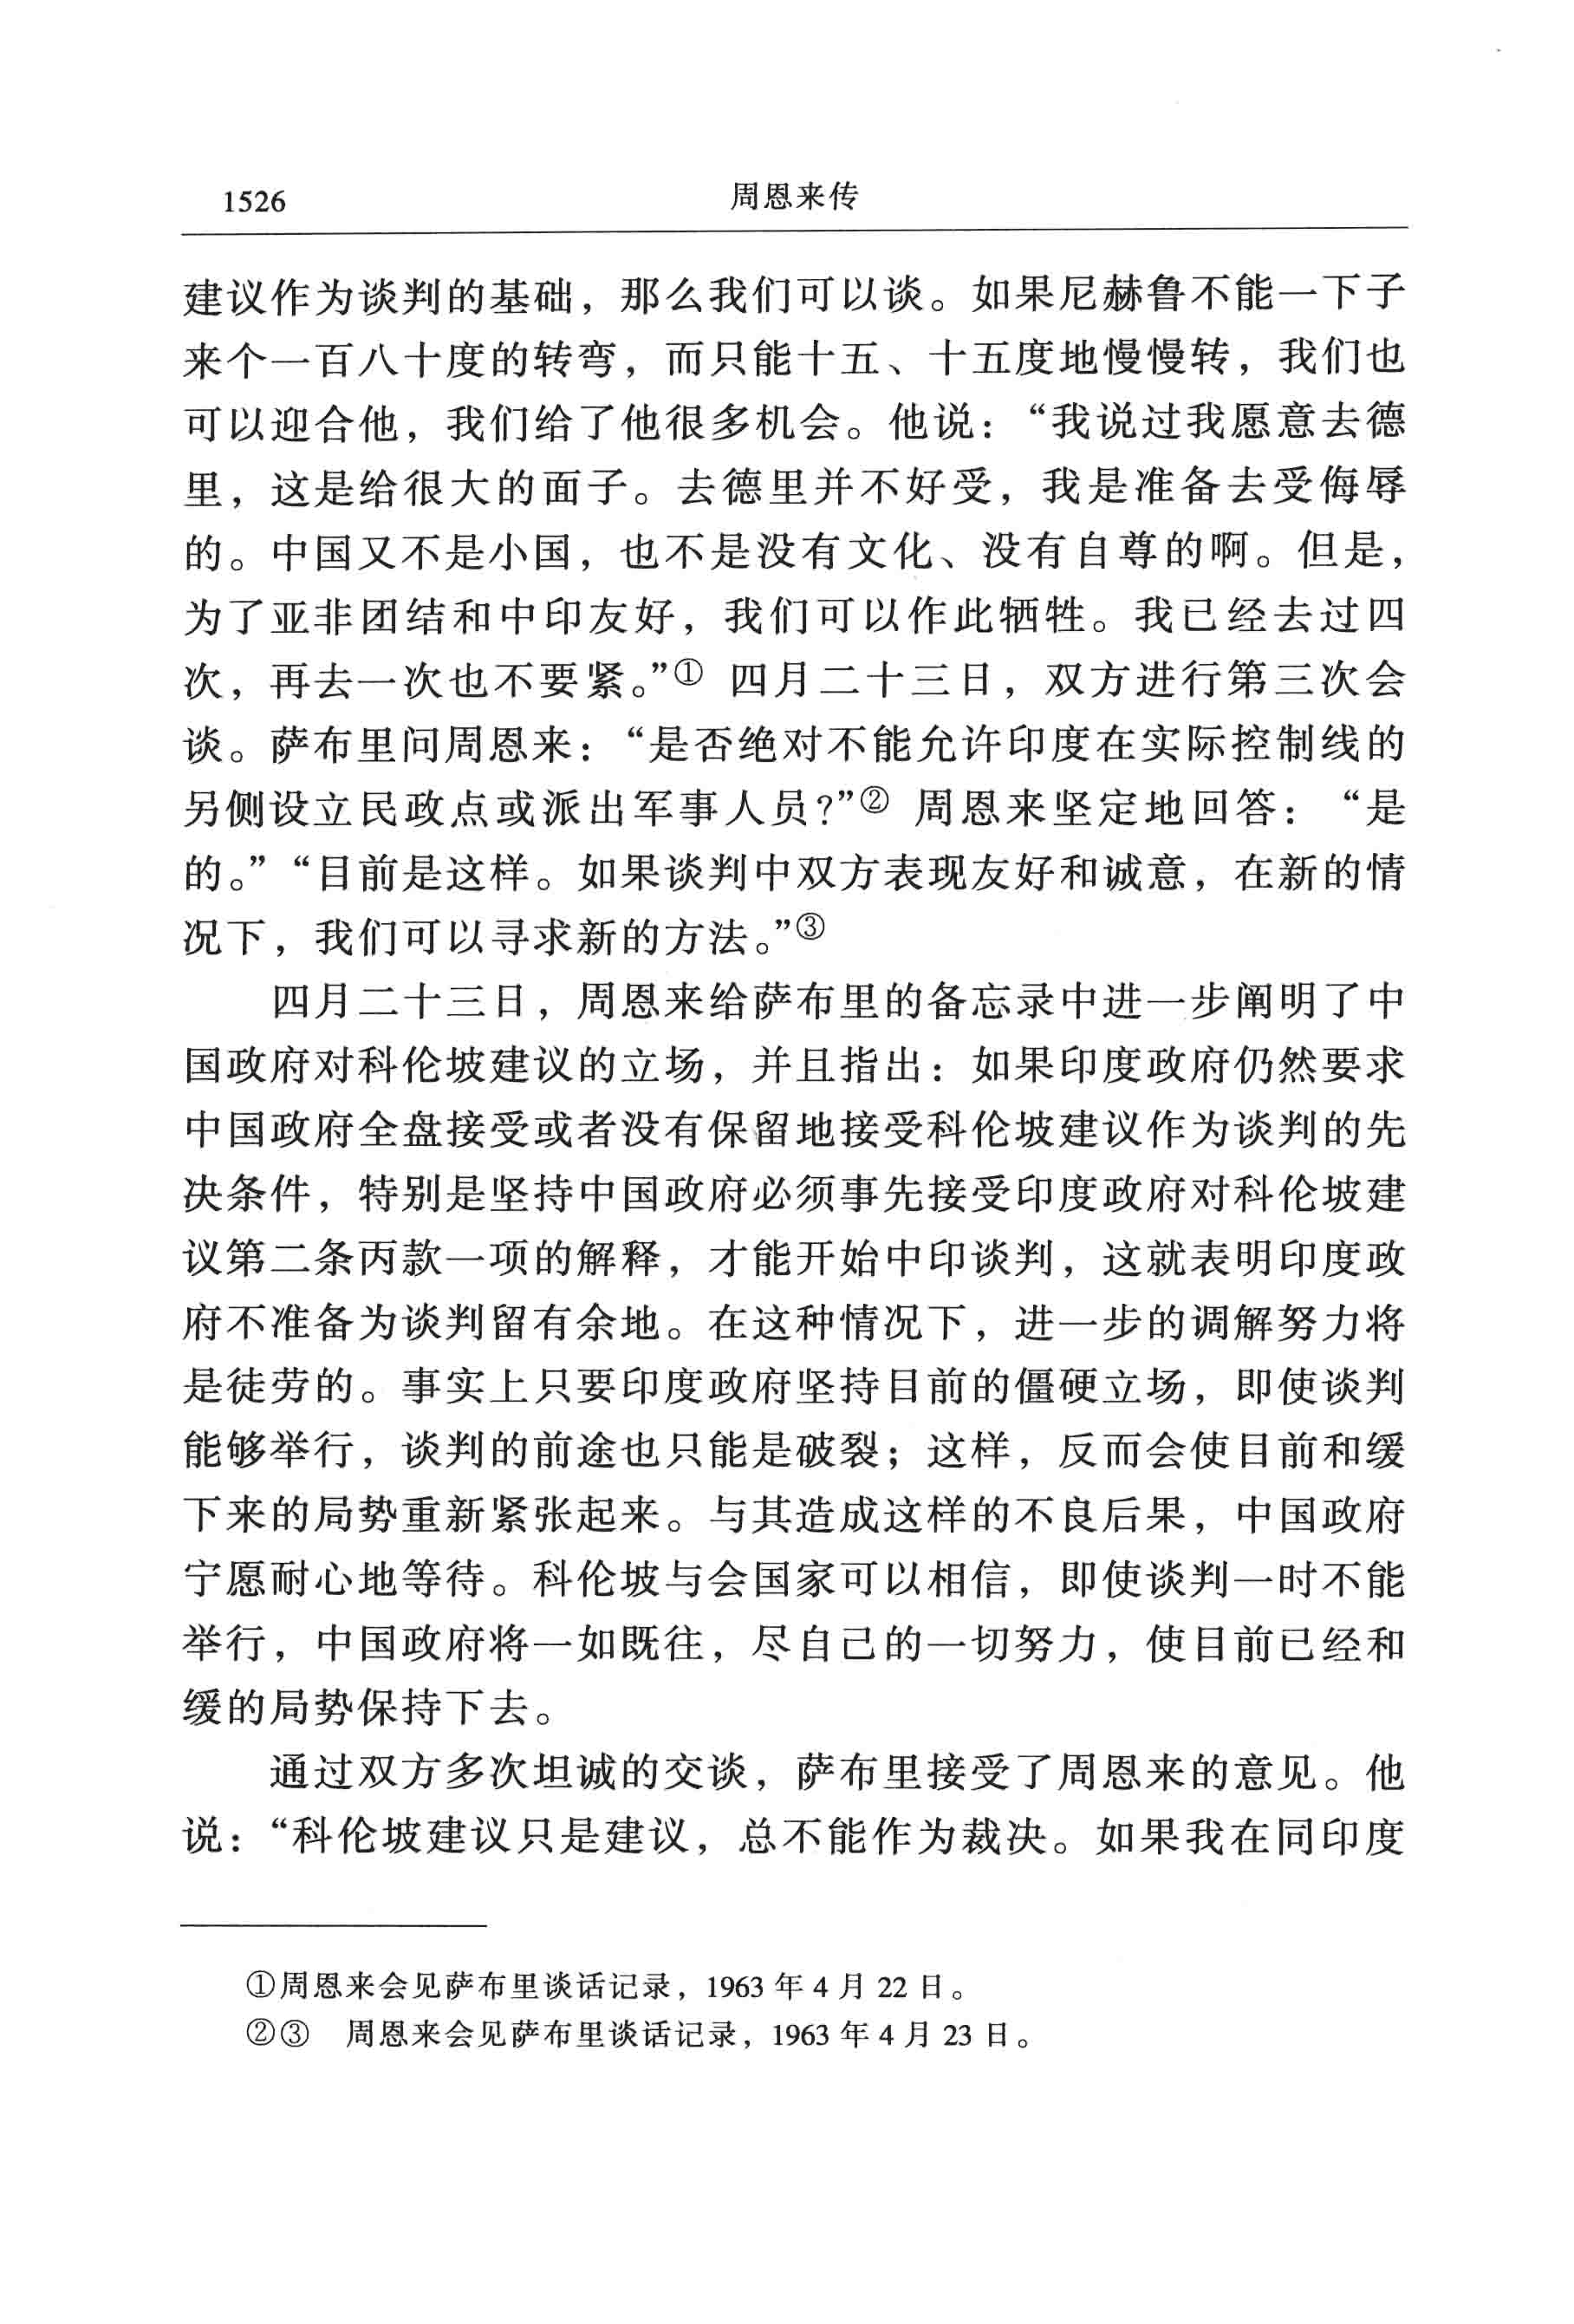 1526
周恩来传
建议作为谈判的基础，那么我们可以谈。如果尼赫鲁不能一下子
来个一百八十度的转弯，而只能十五、十五度地慢慢转，我们也
可以迎合他，我们给了他很多机会。他说：“我说过我愿意去德
里，这是给很大的面子。去德里并不好受，我是准备去受侮辱
的。中国又不是小国，也不是没有文化、没有自尊的啊。但是，
为了亚非团结和中印友好，我们可以作此牺牲。我已经去过四
次，再去一次也不要紧。”① 四月二十三日，双方进行第三次会
谈。萨布里问周恩来：“是否绝对不能允许印度在实际控制线的
另侧设立民政点或派出军事人员？”② 周恩来坚定地回答：“是
的。”“目前是这样。如果谈判中双方表现友好和诚意，在新的情
况下，我们可以寻求新的方法。”③
四月二十三日，周恩来给萨布里的备忘录中进一步阐明了中
国政府对科伦坡建议的立场，并且指出：如果印度政府仍然要求
中国政府全盘接受或者没有保留地接受科伦坡建议作为谈判的先
决条件，特别是坚持中国政府必须事先接受印度政府对科伦坡建
议第二条丙款一项的解释，才能开始中印谈判，这就表明印度政
府不准备为谈判留有余地。在这种情况下，进一步的调解努力将
是徒劳的。事实上只要印度政府坚持目前的僵硬立场，即使谈判
能够举行，谈判的前途也只能是破裂；这样，反而会使目前和缓
下来的局势重新紧张起来。与其造成这样的不良后果，中国政府
宁愿耐心地等待。科伦坡与会国家可以相信，即使谈判一时不能
举行，中国政府将一如既往，尽自己的一切努力，使目前已经和
缓的局势保持下去。
通过双方多次坦诚的交谈，萨布里接受了周恩来的意见。他
说：“科伦坡建议只是建议，总不能作为裁决。如果我在同印度
①周恩来会见萨布里谈话记录，1963 年 4 月 22 日。
②③ 周恩来会见萨布里谈话记录，1963 年 4 月 23 日。